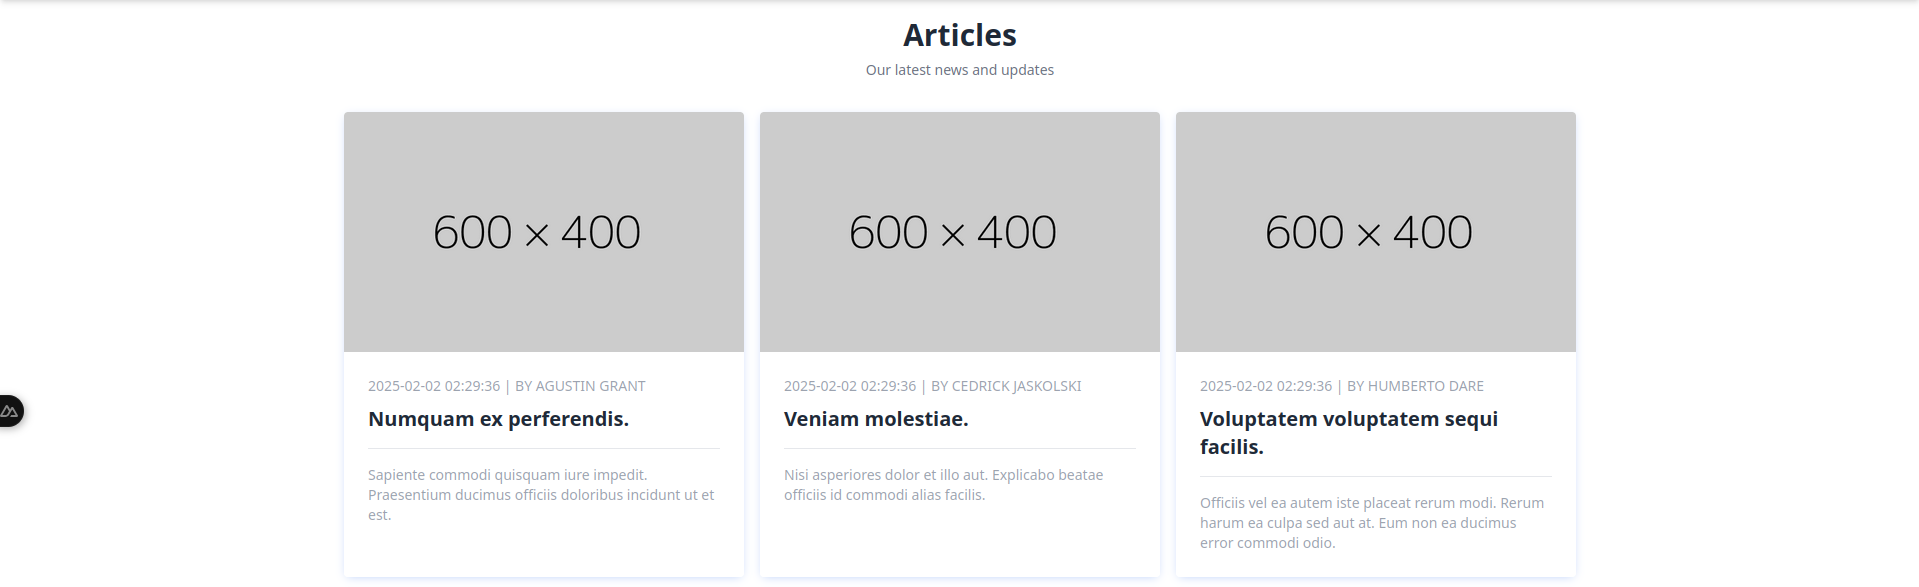 Articles
Our latest news and updates
600 × 400
600 × 400
600 × 400
2025-02-02 02:29:36 | BY AGUSTIN GRANT
Numquam ex perferendis.
Sapiente commodi quisquam iure impedit.
Praesentium ducimus officiis doloribus incidunt ut et
est.
2025-02-02 02:29:36 | BY CEDRICK JASKOLSKI
Veniam molestiae.
Nisi asperiores dolor et illo aut. Explicabo beatae
officiis id commodi alias facilis.
2025-02-02 02:29:36 | BY HUMBERTO DARE
Voluptatem voluptatem sequi
facilis.
Officiis vel ea autem iste placeat rerum modi. Rerum
harum ea culpa sed aut at. Eum non ea ducimus
error commodi odio.